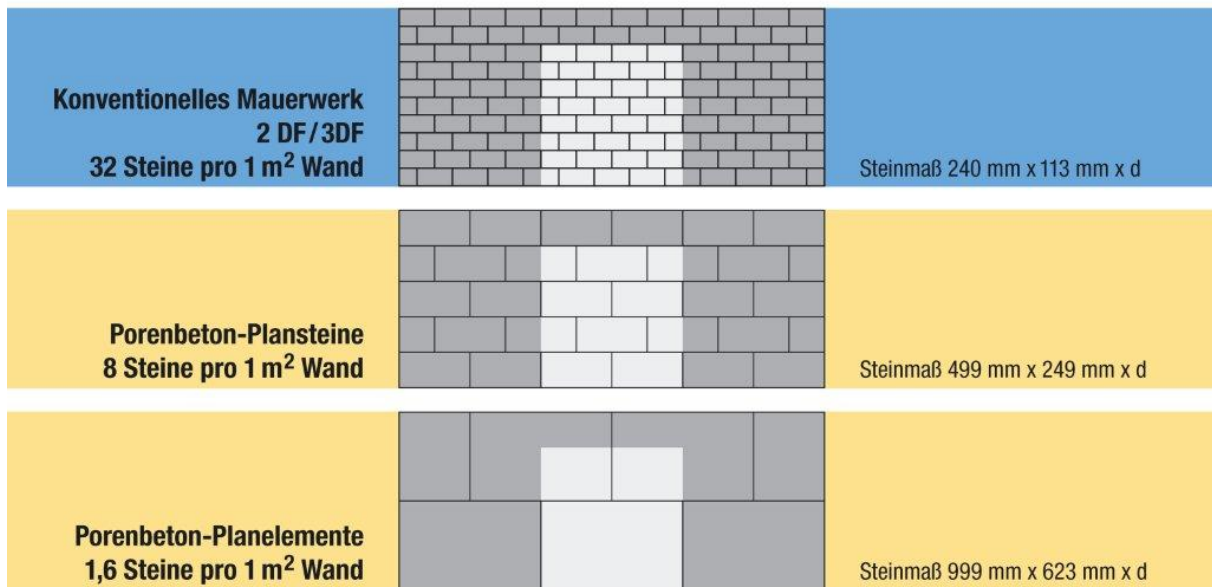 Konventionelles Mauerwerk
2 DF/3DF
32 Steine pro 1 m² Wand
Steinmaß 240 mm x 113 mm x d
Porenbeton-Plansteine
8 Steine pro 1 m² Wand
Steinmaß 499 mm x 249 mm x d
Porenbeton-Planelemente
1,6 Steine pro 1 m² Wand
Steinmaß 999 mm x 623 mm x d